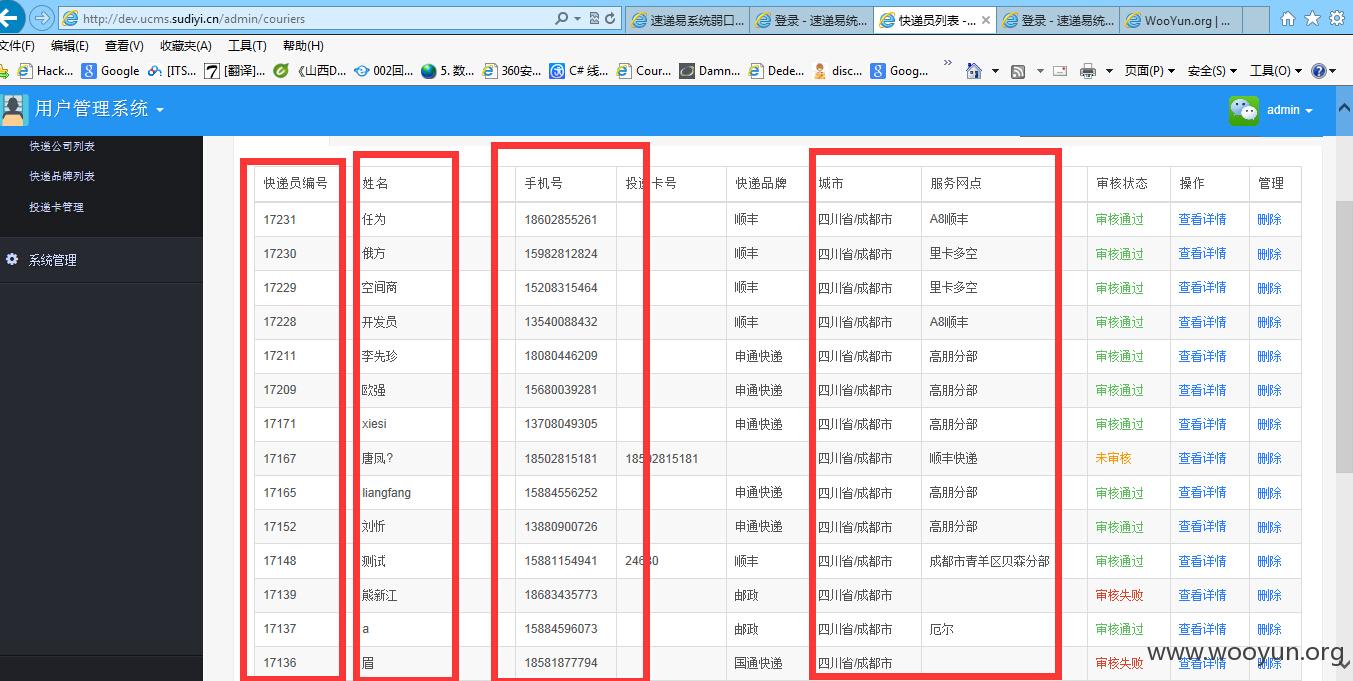 http://dev.ucms.sudiyi.cn/admin/couriers
速递易系统弱口... 登录 - 速递易统... 快递员列表 -... 登录 - 速递易统... WooYun.org | ...
文件(F) 编辑(E) 查看(V) 收藏夹(A) 工具(T) 帮助(H)
Hack... Google [ITS... [翻译]... 《山西D... 002回... 5. 数... 360安... C# 线... Cour... Damn... Dede... disc... Goog... » 页面(P) 安全(S) 工具(O)
用户管理系统 admin
快递公司列表
快递品牌列表
投递卡管理
系统管理
快递员编号 姓名 手机号 投递卡号 快递品牌 城市 服务网点 审核状态 操作 管理
17231 任为 18602855261 顺丰 四川省/成都市 A8顺丰 审核通过 查看详情 删除
17230 俄方 15982812824 顺丰 四川省/成都市 里卡多空 审核通过 查看详情 删除
17229 空间商 15208315464 顺丰 四川省/成都市 里卡多空 审核通过 查看详情 删除
17228 开发员 13540088432 顺丰 四川省/成都市 A8顺丰 审核通过 查看详情 删除
17211 李先珍 18080446209 申通快递 四川省/成都市 高朋分部 审核通过 查看详情 删除
17209 欧强 15680039281 申通快递 四川省/成都市 高朋分部 审核通过 查看详情 删除
17171 xiesi 13708049305 申通快递 四川省/成都市 高朋分部 审核通过 查看详情 删除
17167 唐凤? 18502815181 18502815181 四川省/成都市 顺丰快递 未审核 查看详情 删除
17165 liangfang 15884556252 申通快递 四川省/成都市 高朋分部 审核通过 查看详情 删除
17152 刘忻 13880900726 申通快递 四川省/成都市 高朋分部 审核通过 查看详情 删除
17148 测试 15881154941 顺丰 四川省/成都市 成都市青羊区贝森分部 审核通过 查看详情 删除
17139 熊新江 18683435773 邮政 四川省/成都市 审核失败 查看详情 删除
17137 a 15884596073 邮政 四川省/成都市 厄尔 审核通过 查看详情 删除
17136 眉 18581877794 国通快递 四川省/成都市 审核失败 查看详情 删除
www.wooyun.org